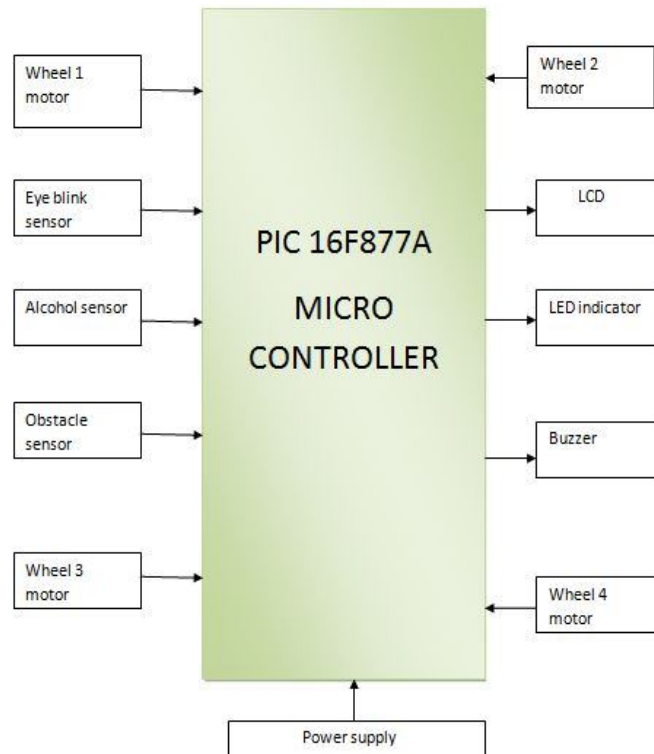 Wheel 1
motor
Eye blink
sensor
Alcohol sensor
Obstacle
sensor
Wheel 3
motor
PIC 16F877A
MICRO
CONTROLLER
Wheel 2
motor
LCD
LED indicator
Buzzer
Wheel 4
motor
Power supply